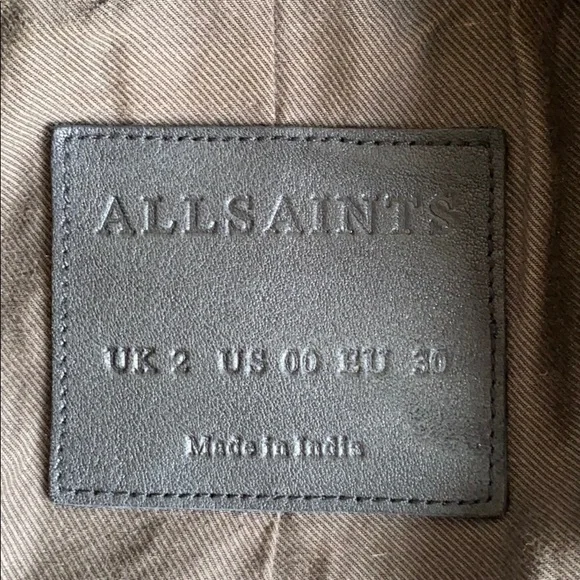 ALLSAINTS
UK 2 US 00 EU 30
Made in India